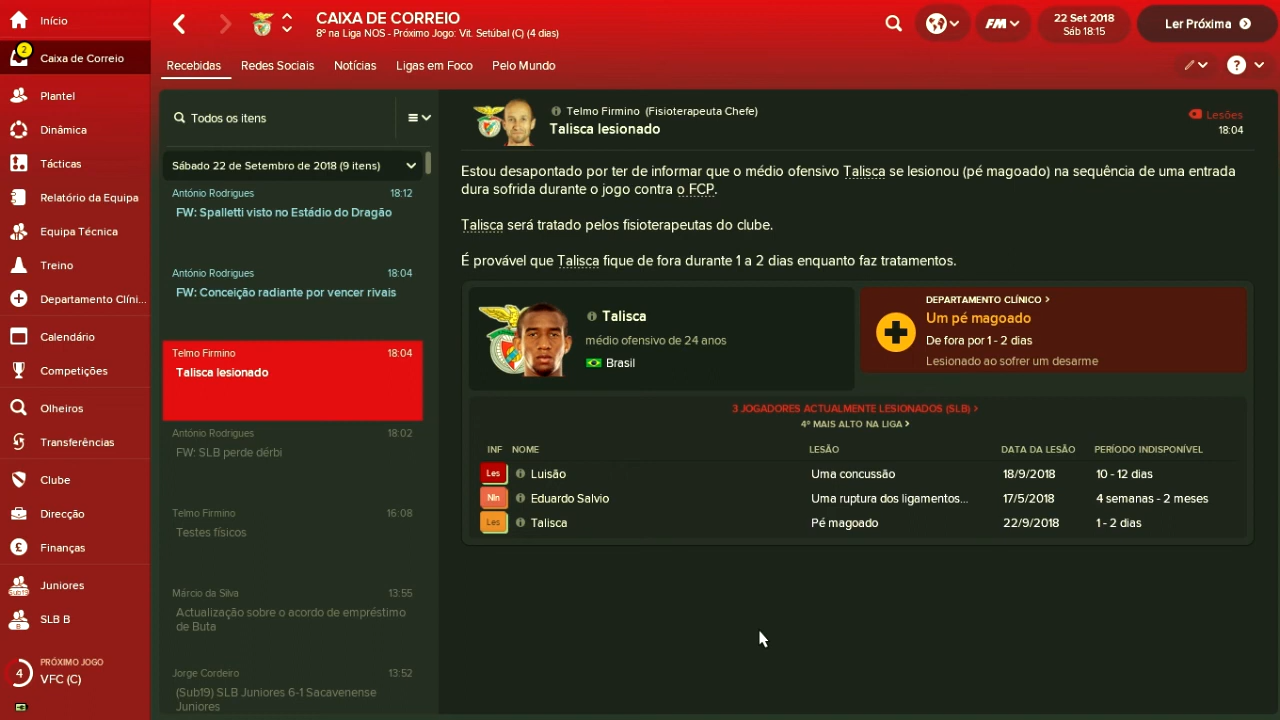 Início
2
Caixa de Correio
Plantel
Dinâmica
Tácticas
Relatório da Equipa
Equipa Técnica
Treino
Departamento Clíni...
Calendário
Competições
Olheiros
Transferências
Clube
Direcção
Finanças
Juniores
Sub19
SLB B
B
PRÓXIMO JOGO
4
VFC (C)
CAIXA DE CORREIO
8º na Liga NOS - Próximo Jogo: Vit. Setúbal (C) (4 dias)
FM
22 Set 2018
Sáb 18:15
Ler Próxima
Recebidas
Redes Sociais
Notícias
Ligas em Foco
Pelo Mundo
?
Todos os itens
Sábado 22 de Setembro de 2018 (9 itens)
António Rodrigues 18:12
FW: Spalletti visto no Estádio do Dragão
António Rodrigues 18:04
FW: Conceição radiante por vencer rivais
Telmo Firmino 18:04
Talisca lesionado
António Rodrigues 18:02
FW: SLB perde dérbi
Telmo Firmino 16:08
Testes físicos
Márcio da Silva 13:55
Actualização sobre o acordo de empréstimo
de Buta
Jorge Cordeiro 13:52
(Sub19) SLB Juniores 6-1 Sacavenense
Juniores
Telmo Firmino (Fisioterapeuta Chefe)
Talisca lesionado
Lesões
18:04
Estou desapontado por ter de informar que o médio ofensivo Talisca se lesionou (pé magoado) na sequência de uma entrada
dura sofrida durante o jogo contra o FCP.
Talisca será tratado pelos fisioterapeutas do clube.
É provável que Talisca fique de fora durante 1 a 2 dias enquanto faz tratamentos.
Talisca
médio ofensivo de 24 anos
Brasil
DEPARTAMENTO CLÍNICO >
Um pé magoado
De fora por 1 - 2 dias
Lesionado ao sofrer um desarme
3 JOGADORES ACTUALMENTE LESIONADOS (SLB) >
4º MAIS ALTO NA LIGA >
INF NOME LESÃO DATA DA LESÃO PERÍODO INDISPONÍVEL
Les Luisão Uma concussão 18/9/2018 10 - 12 dias
NIn Eduardo Salvio Uma ruptura dos ligamentos... 17/5/2018 4 semanas - 2 meses
Les Talisca Pé magoado 22/9/2018 1 - 2 dias